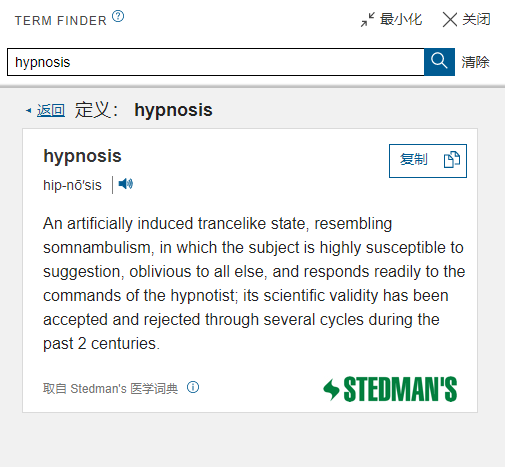 TERM FINDER ? 最小化 关闭
hypnosis 清除
返回 定义： hypnosis
hypnosis 复制
hip-nō'sis
An artificially induced trancelike state, resembling
somnambulism, in which the subject is highly susceptible to
suggestion, oblivious to all else, and responds readily to the
commands of the hypnotist; its scientific validity has been
accepted and rejected through several cycles during the
past 2 centuries.
取自 Stedman's 医学词典 STEDMAN'S